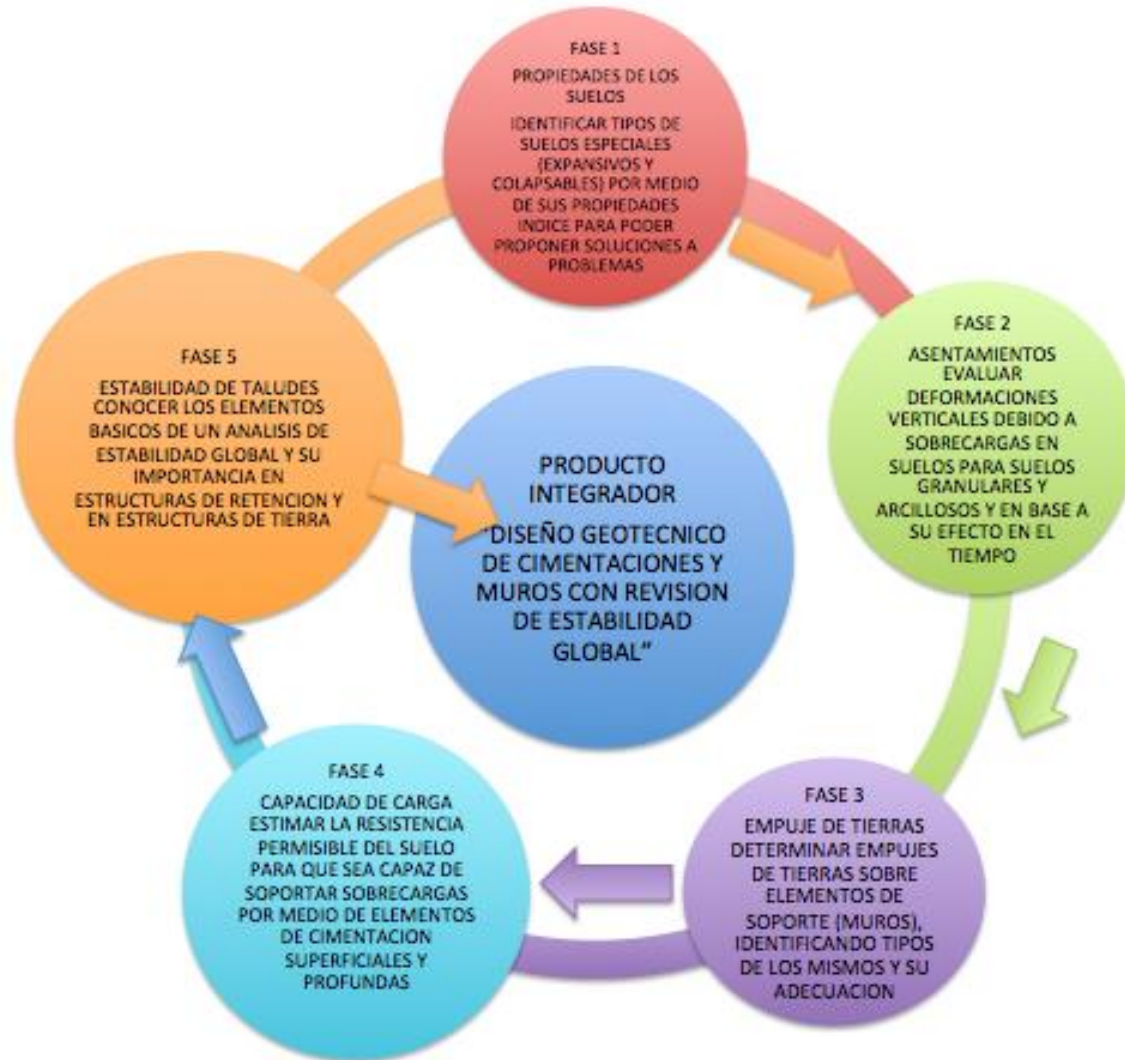 FASE 1
PROPIEDADES DE LOS
SUELOS
IDENTIFICAR TIPOS DE
SUELOS ESPECIALES
(EXPANSIVOS Y
COLAPSABLES) POR MEDIO
DE SUS PROPIEDADES
INDICE PARA PODER
PROPONER SOLUCIONES A
PROBLEMAS
FASE 2
ASENTAMIENTOS
EVALUAR
DEFORMACIONES
VERTICALES DEBIDO A
SOBRECARGAS EN
SUELOS PARA SUELOS
GRANULARES Y
ARCILLOSOS Y EN BASE A
SU EFECTO EN EL
TIEMPO
FASE 3
EMPUJE DE TIERRAS
DETERMINAR EMPUJES
DE TIERRAS SOBRE
ELEMENTOS DE
SOPORTE (MUROS),
IDENTIFICANDO TIPOS
DE LOS MISMOS Y SU
ADECUACION
FASE 4
CAPACIDAD DE CARGA
ESTIMAR LA RESISTENCIA
PERMISIBLE DEL SUELO
PARA QUE SEA CAPAZ DE
SOPORTAR SOBRECARGAS
POR MEDIO DE ELEMENTOS
DE CIMENTACION
SUPERFICIALES Y
PROFUNDAS
FASE 5
ESTABILIDAD DE TALUDES
CONOCER LOS ELEMENTOS
BASICOS DE UN ANALISIS DE
ESTABILIDAD GLOBAL Y SU
IMPORTANCIA EN
ESTRUCTURAS DE RETENCION Y
EN ESTRUCTURAS DE TIERRA
PRODUCTO
INTEGRADOR
"DISEÑO GEOTECNICO
DE CIMENTACIONES Y
MUROS CON REVISION
DE ESTABILIDAD
GLOBAL"